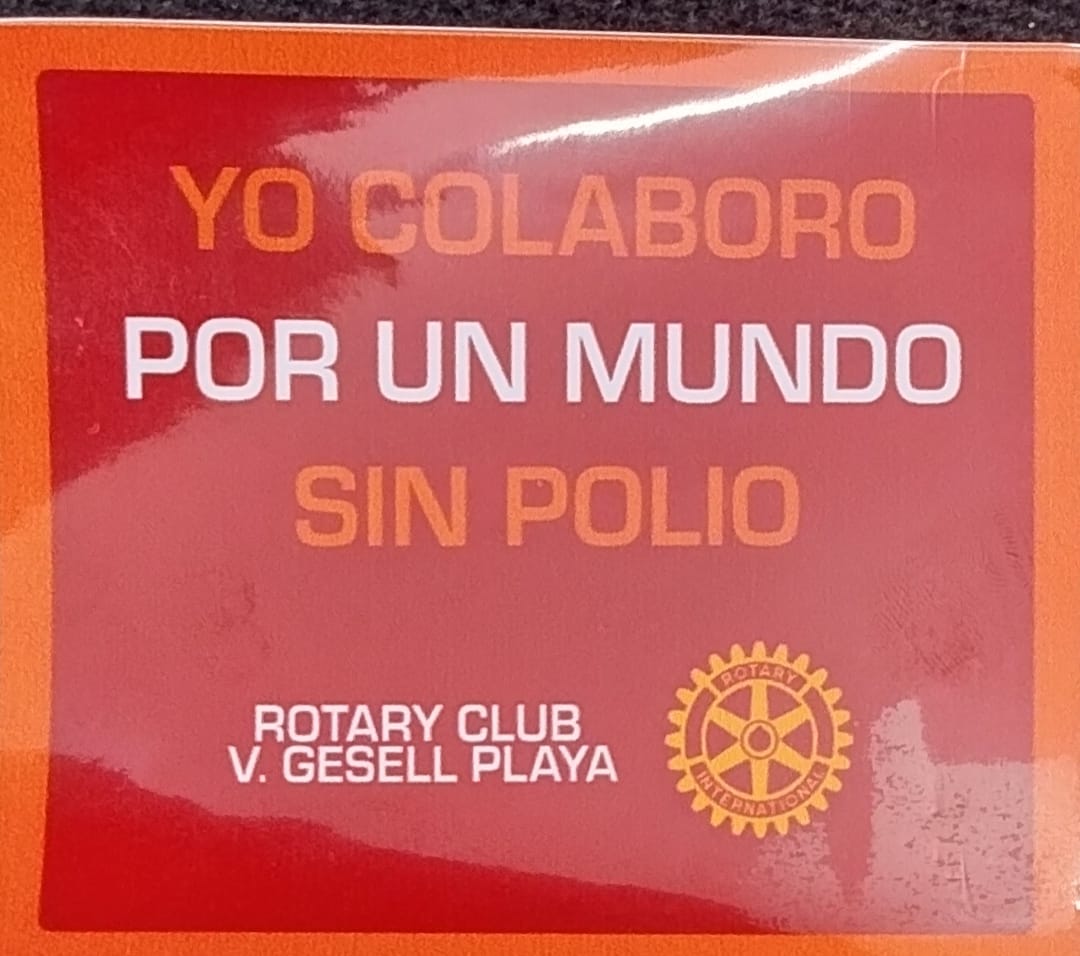 YO COLABORO
POR UN MUNDO
SIN POLIO
ROTARY CLUB
V. GESELL PLAYA
ROTARY
INTERNATIONAL